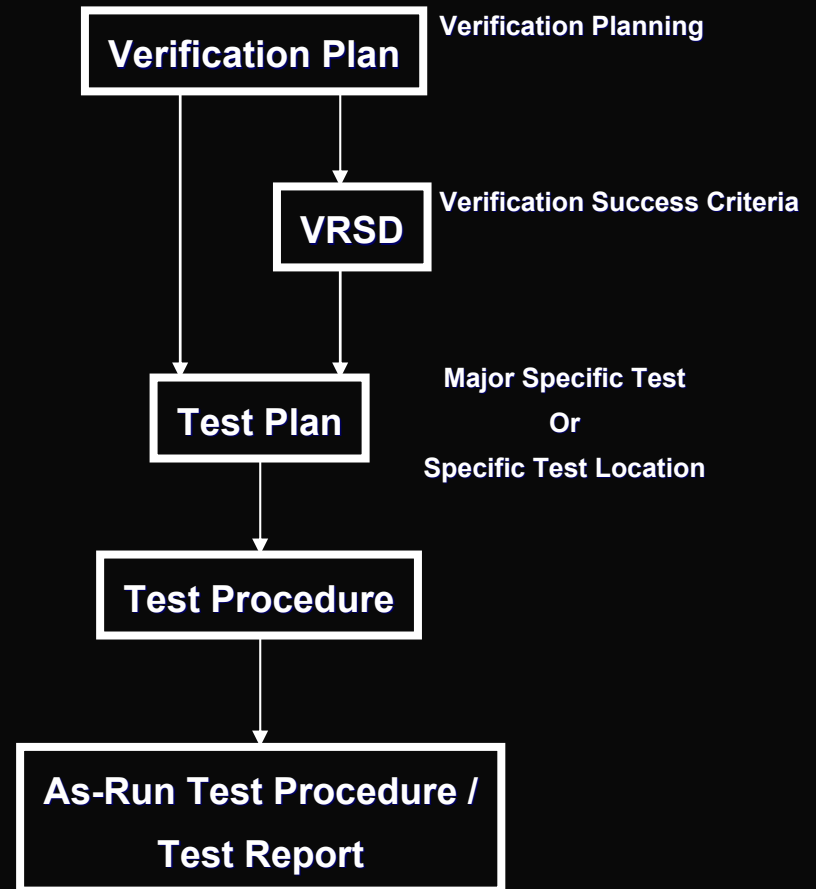 Verification Plan
Verification Planning
VRSD
Verification Success Criteria
Test Plan
Major Specific Test
Or
Specific Test Location
Test Procedure
As-Run Test Procedure /
Test Report